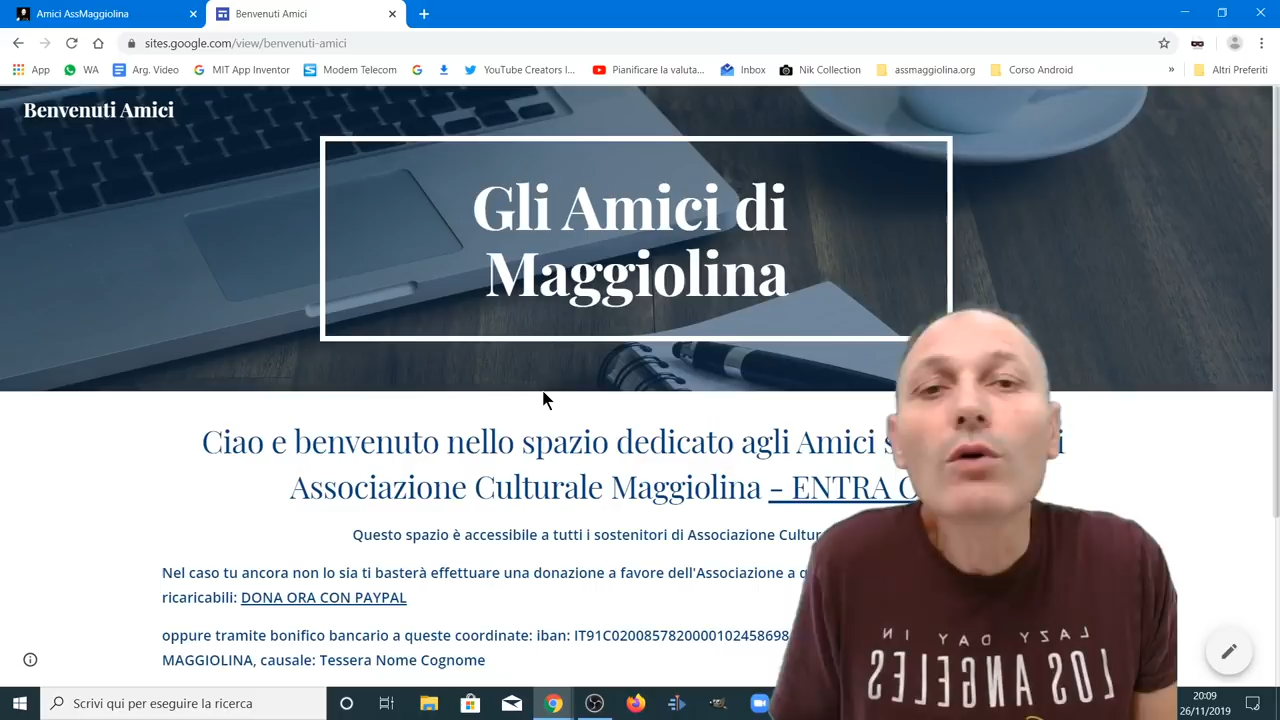 Amici AssMaggiolina
Benvenuti Amici
sites.google.com/view/benvenuti-amici
App WA Arg. Video MIT App Inventor Modem Telecom YouTube Creators I... Pianificare la valuta... Inbox Nik Collection assmaggiolina.org Corso Android » Altri Preferiti
Benvenuti Amici
Gli Amici di
Maggiolina
Ciao e benvenuto nello spazio dedicato agli Amici
Associazione Culturale Maggiolina - ENTRA
Questo spazio è accessibile a tutti i sostenitori di Associazione
Nel caso tu ancora non lo sia ti basterà effettuare una donazione a favore dell'Associazione a
ricaricabili: DONA ORA CON PAYPAL
oppure tramite bonifico bancario a queste coordinate: iban: IT91C0200857820000102458698
MAGGIOLINA, causale: Tessera Nome Cognome
LAZY DAY IN
LOS ANGELES
Scrivi qui per eseguire la ricerca
20:09
26/11/2019